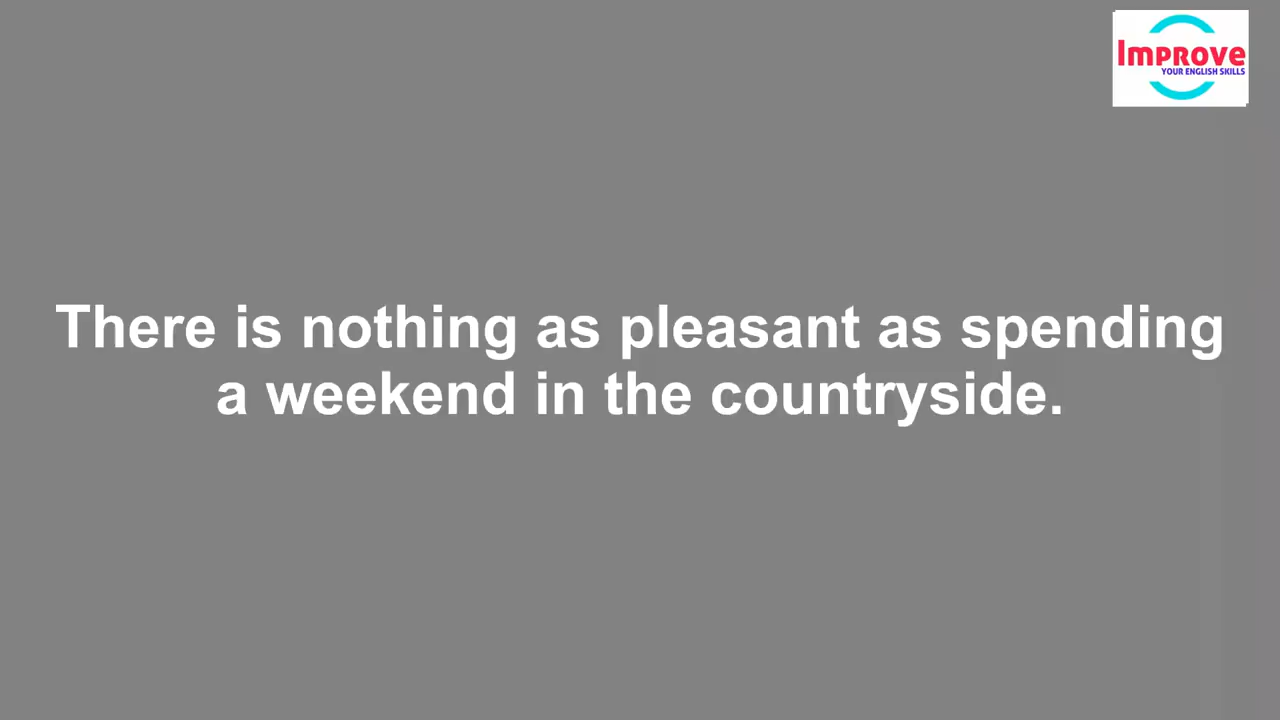 Improve
YOUR ENGLISH SKILLS
There is nothing as pleasant as spending
a weekend in the countryside.